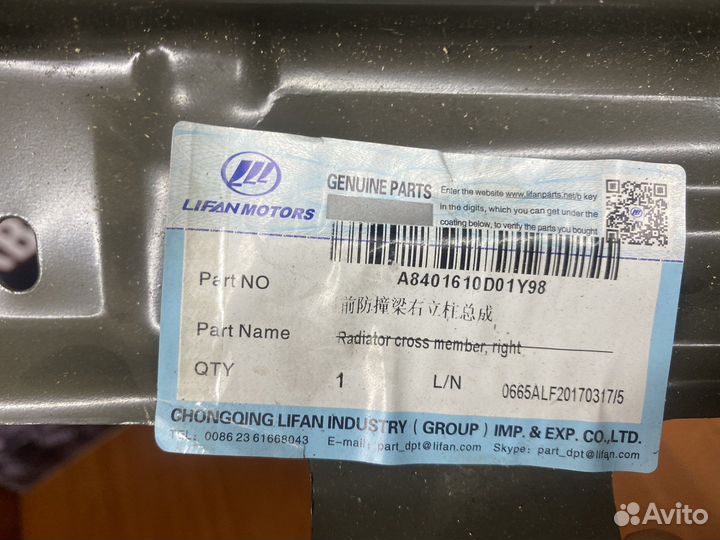 LIFAN MOTORS
GENUINE PARTS
Enter the website www.lifanparts.net/b key
in the digits, which you can get under the
coating below, to verify the parts you bought
Part NO A8401610D01Y98
前防撞梁右立柱总成
Part Name Radiator cross member, right
QTY 1 L/N 0665ALF20170317/5
CHONGQING LIFAN INDUSTRY ( GROUP ) IMP. & EXP. CO.,LTD.
TEL: 0086 23 61668043 E-mail: part_dpt@lifan.com Skype: part_dpt@lifan.com
Avito